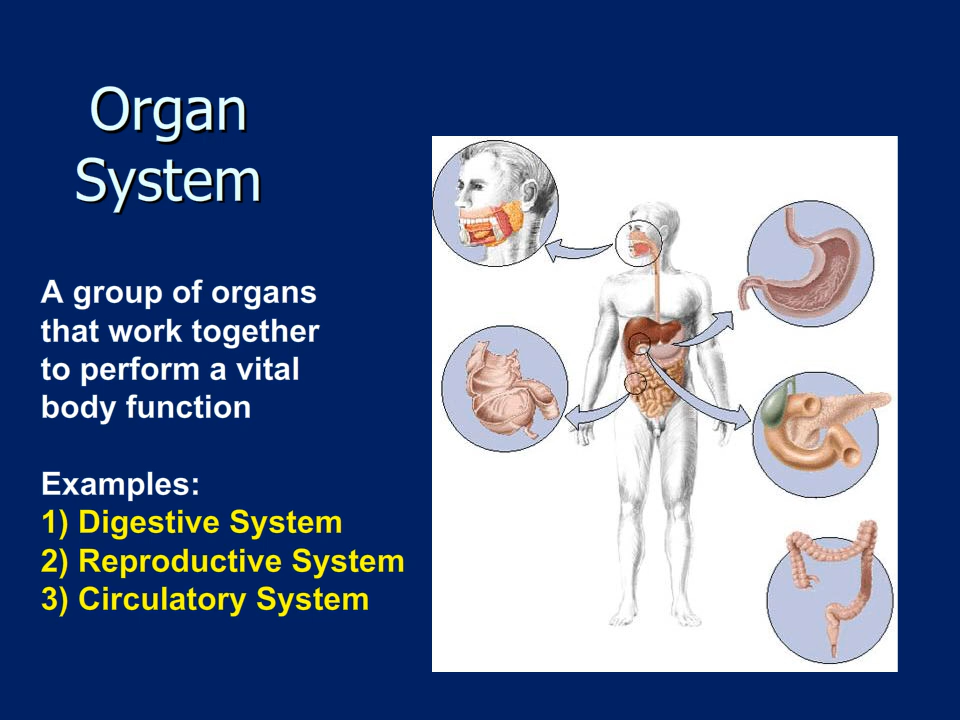 Organ
System
A group of organs
that work together
to perform a vital
body function
Examples:
1) Digestive System
2) Reproductive System
3) Circulatory System